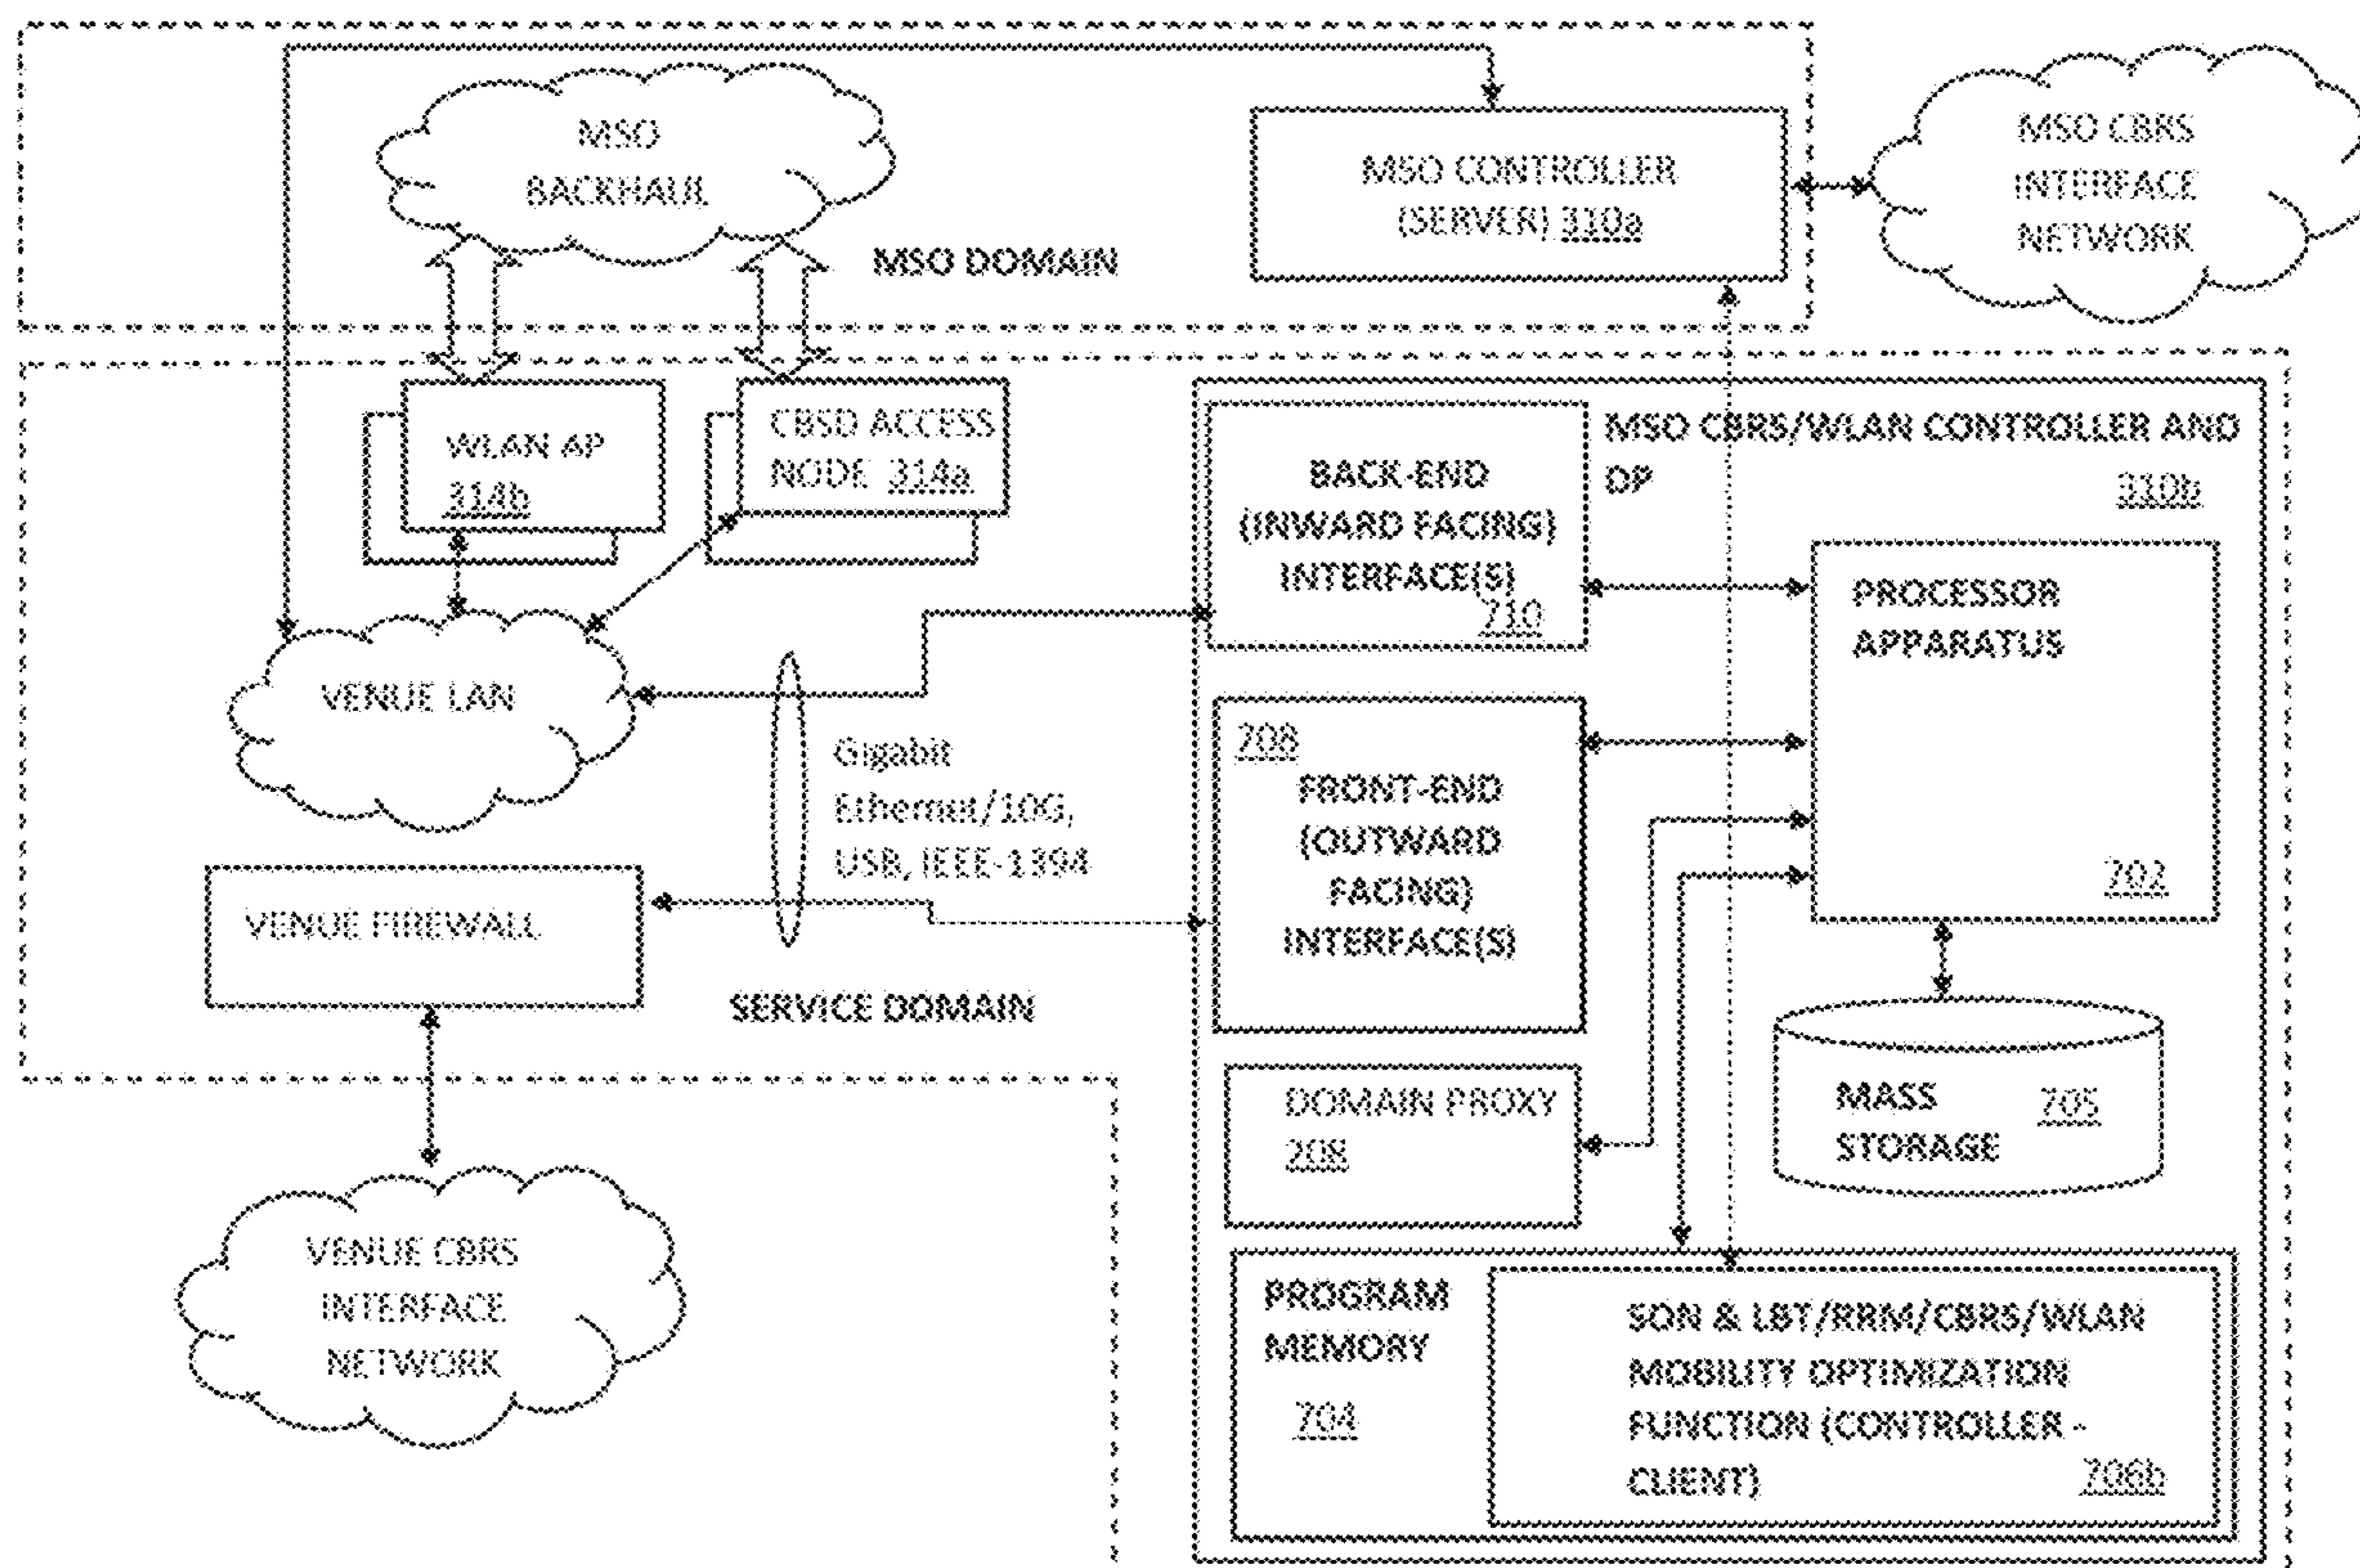 MSO
BACKHAUL
MSO DOMAIN
MSO CONTROLLER
(SERVER) 310a
MSO CBRS
INTERFACE
NETWORK
WLAN AP
314b
CBSD ACCESS
NODE 314a
MSO CBRS/WLAN CONTROLLER AND
DP
310b
BACK-END
(INWARD FACING)
INTERFACE(S)
710
PROCESSOR
APPARATUS
702
VENUE LAN
Gigabit
Ethernet/10G,
USB, IEEE-1394
708
FRONT-END
(OUTWARD
FACING)
INTERFACE(S)
VENUE FIREWALL
SERVICE DOMAIN
DOMAIN PROXY
208
MASS
STORAGE
705
VENUE CBRS
INTERFACE
NETWORK
PROGRAM
MEMORY
704
SON & LBT/RRM/CBRS/WLAN
MOBILITY OPTIMIZATION
FUNCTION (CONTROLLER -
CLIENT)
706b